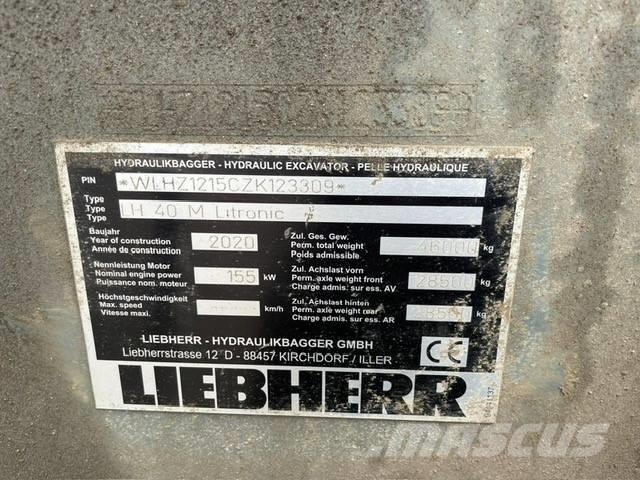 HYDRAULIKBAGGER - HYDRAULIC EXCAVATOR - PELLE HYDRAULIQUE
PIN *WLHZ1215CZK123309*
Type
Type LH 40 M Litronic
Type
Baujahr
Year of construction 2020
Année de construction
Nennleistung Motor
Nominal engine power 155 kW
Puissance nom. moteur
Höchstgeschwindigkeit
Max. speed km/h
Vitesse maxi.
Zul. Ges. Gew.
Perm. total weight 46000 kg
Poids admissible
Zul. Achslast vorn
Perm. axle weight front 28500 kg
Charge admis. sur ess. AV
Zul. Achslast hinten
Perm. axle weight rear 28500 kg
Charge admis. sur ess. AR
LIEBHERR - HYDRAULIKBAGGER GMBH
Liebherrstrasse 12 D - 88457 KIRCHDORF / ILLER
CE
LIEBHERR
MASCUS